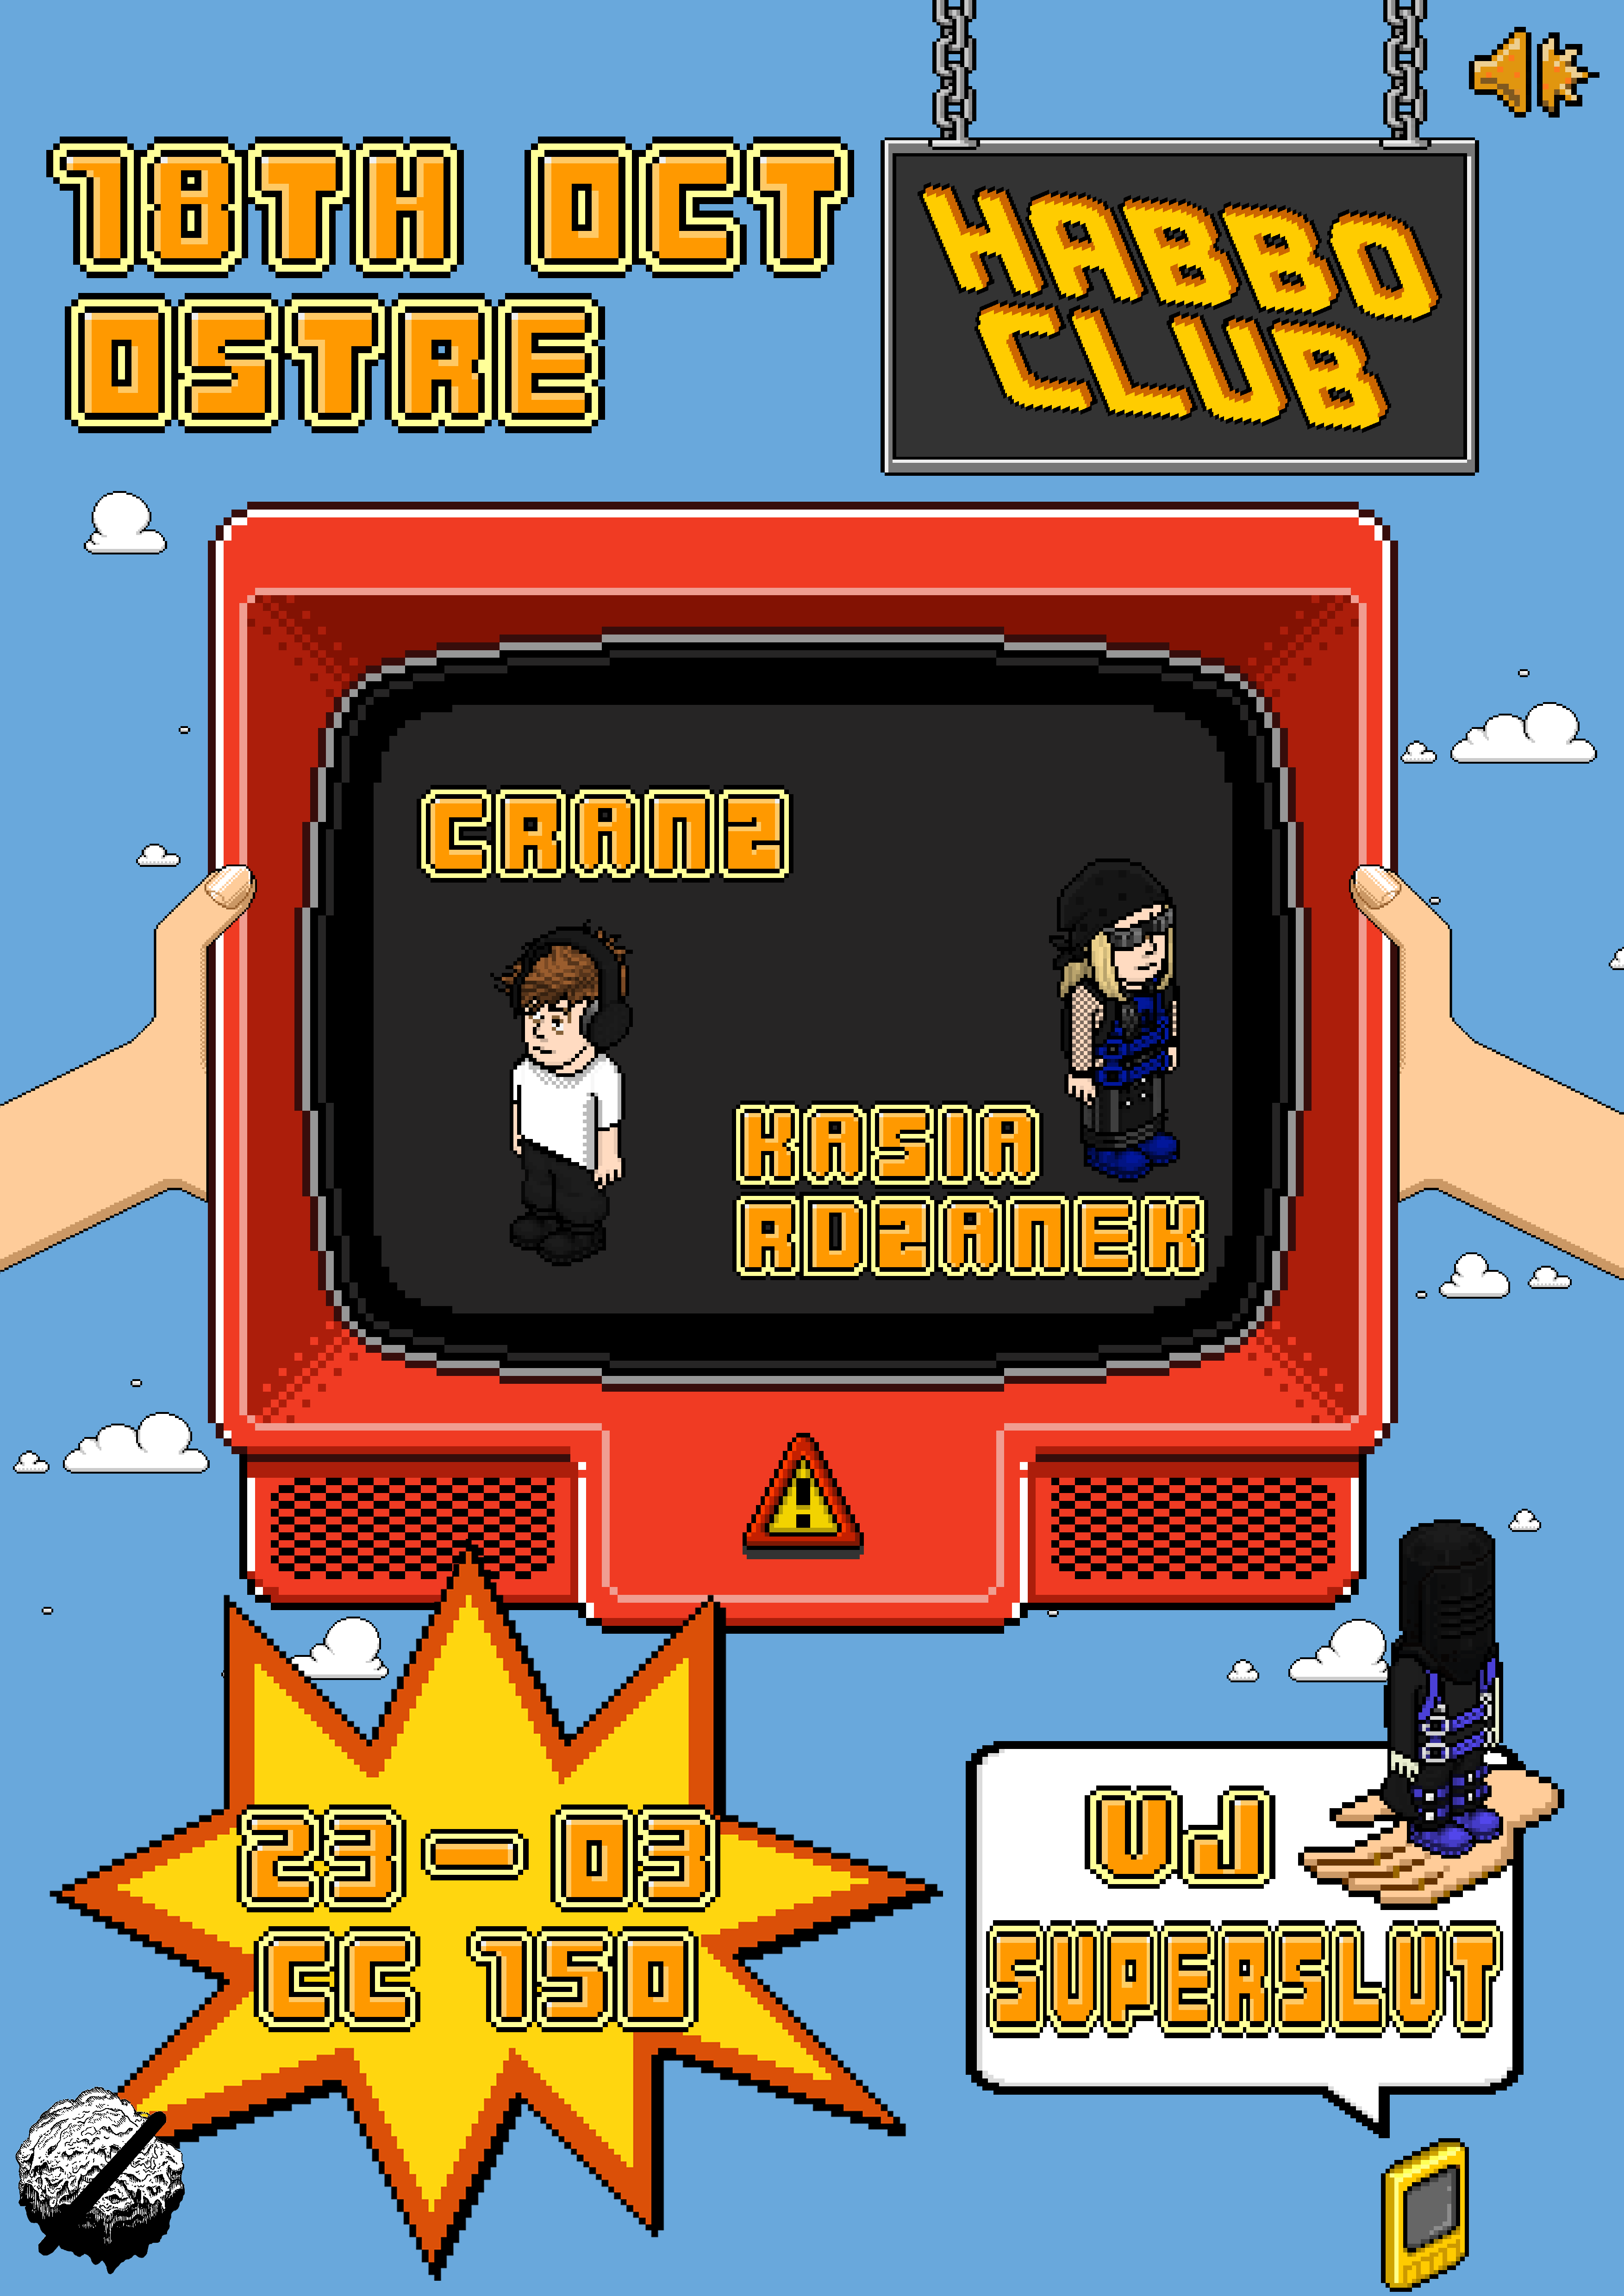 18TH OCT
OSTRE
HABBO
CLUB
CRANZ
KASIA
RDZANEK
23-03
CC 150
VJ
SUPERSLUT